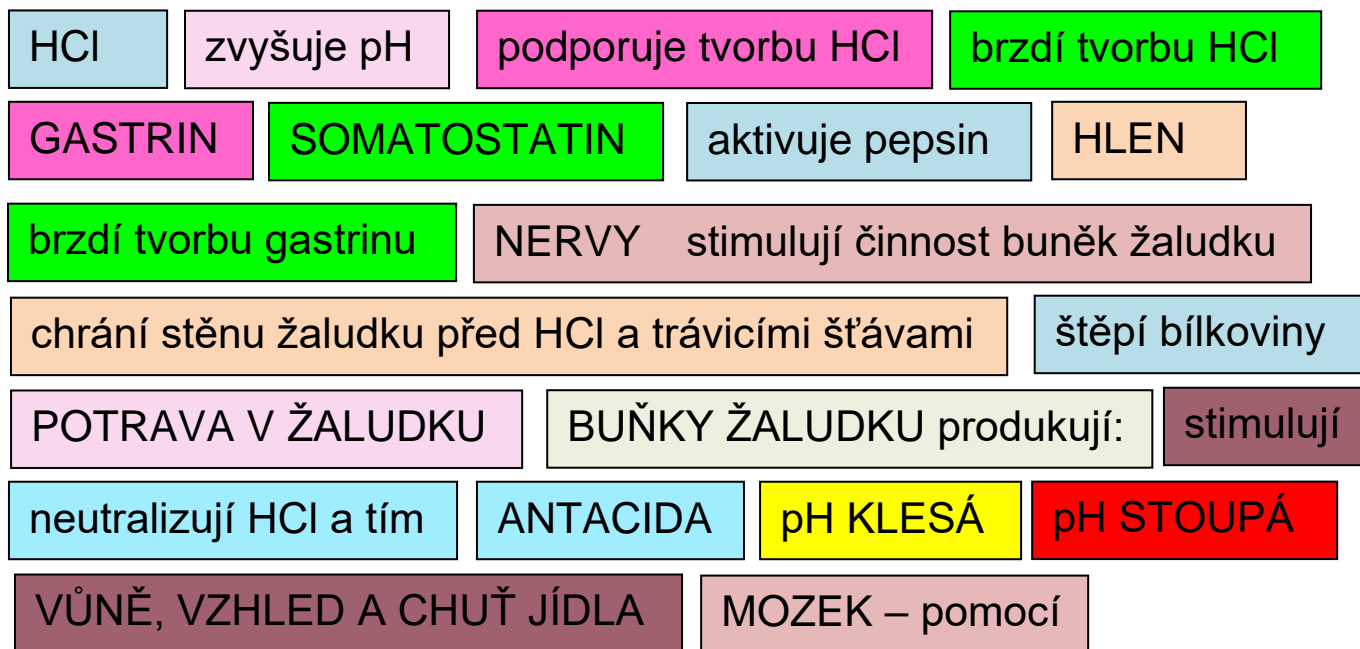 HCl zvyšuje pH podporuje tvorbu HCl brzdí tvorbu HCl
GASTRIN SOMATOSTATIN aktivuje pepsin HLEN
brzdí tvorbu gastrinu NERVY stimulují činnost buněk žaludku
chrání stěnu žaludku před HCl a trávicími šťávami štěpí bílkoviny
POTRAVA V ŽALUDKU BUŇKY ŽALUDKU produkují: stimulují
neutralizují HCl a tím ANTACIDA pH KLESÁ pH STOUPÁ
VŮNĚ, VZHLED A CHUŤ JÍDLA MOZEK – pomocí